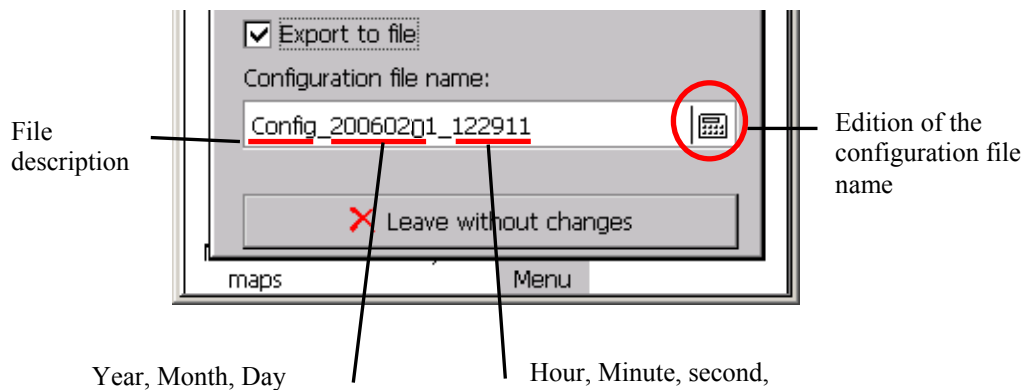 Export to file
Configuration file name:
Config_20060201_122911
File
description
Edition of the
configuration file
name
Leave without changes
maps
Menu
Year, Month, Day
Hour, Minute, second,